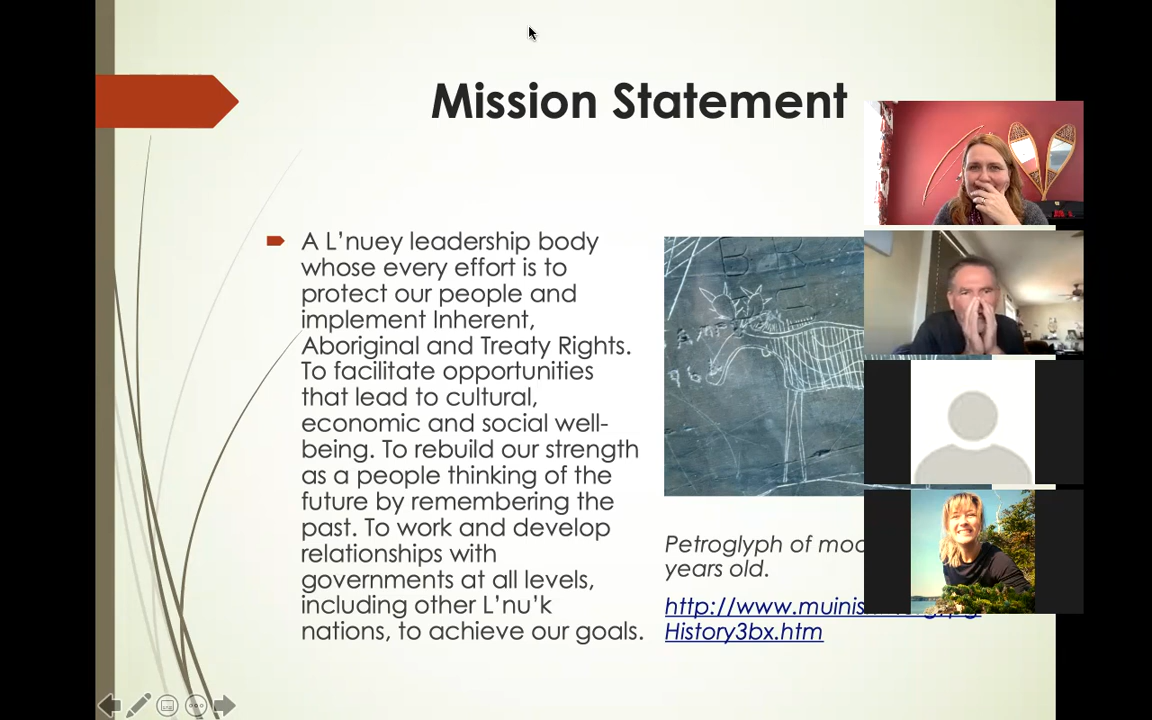 Mission Statement
A L'nuey leadership body
whose every effort is to
protect our people and
implement Inherent,
Aboriginal and Treaty Rights.
To facilitate opportunities
that lead to cultural,
economic and social well-
being. To rebuild our strength
as a people thinking of the
future by remembering the
past. To work and develop
relationships with
governments at all levels,
including other L'nu'k
nations, to achieve our goals.
Petroglyph of
years old.
http://www.muinis
History3bx.htm